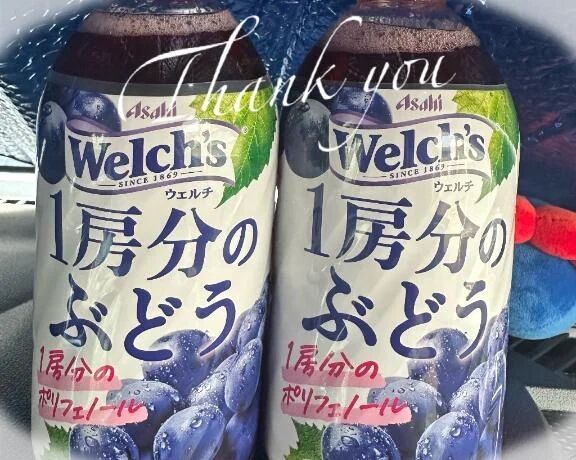 Thank you
Asahi
Welch's®
SINCE 1869
ウェルチ
1房分の
ぶどう
1房分の
ポリフェノール
Asahi
Welch's
SINCE 1869
ウェルチ
1房分の
ぶどう
1房分の
ポリフェノール